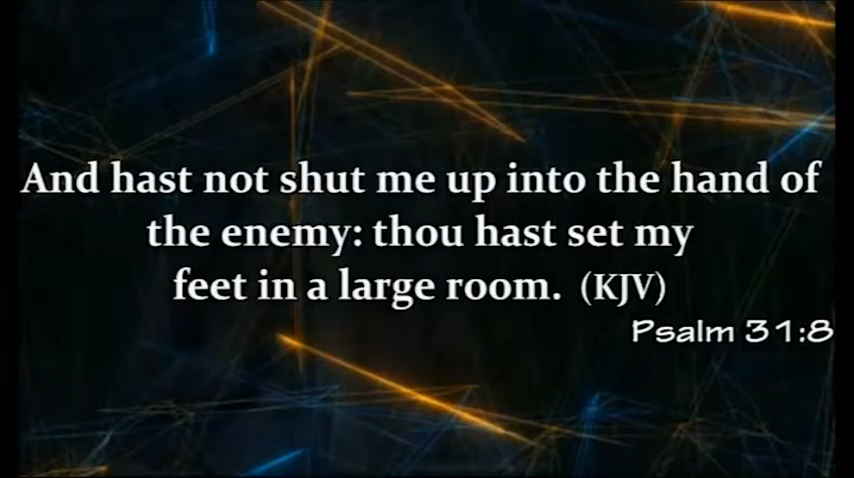 And hast not shut me up into the hand of
the enemy: thou hast set my
feet in a large room. (KJV)
Psalm 31:8